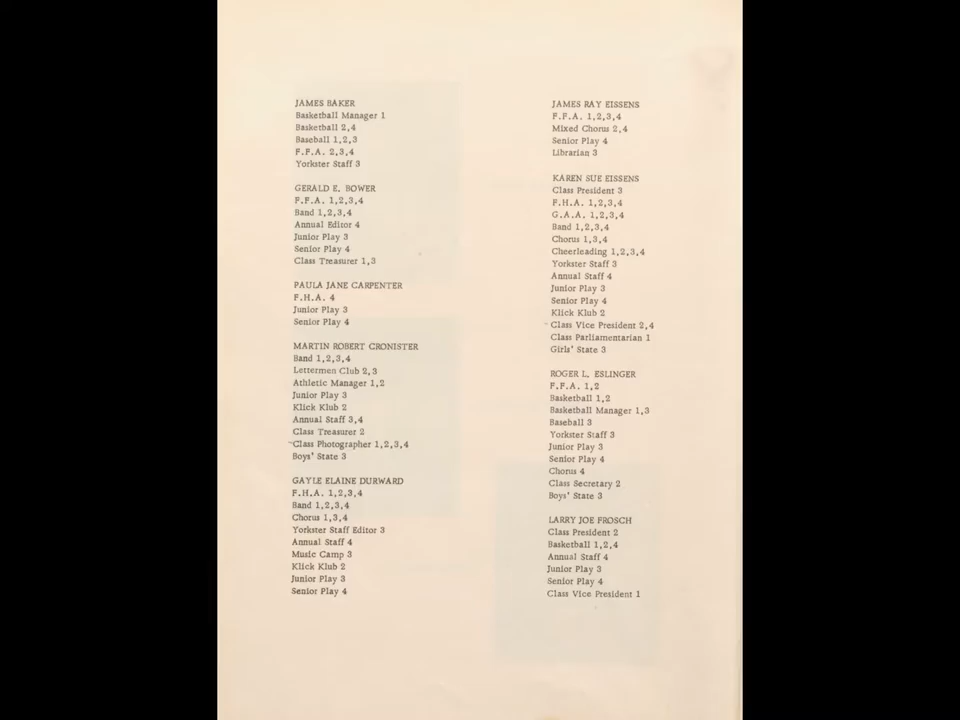 JAMES BAKER
Basketball Manager 1
Basketball 2,4
Baseball 1,2,3
F.F.A. 2,3,4
Yorkster Staff 3
GERALD E. BOWER
F.F.A. 1,2,3,4
Band 1,2,3,4
Annual Editor 4
Junior Play 3
Senior Play 4
Class Treasurer 1,3
PAULA JANE CARPENTER
F.H.A. 4
Junior Play 3
Senior Play 4
MARTIN ROBERT CRONISTER
Band 1,2,3,4
Lettermen Club 2,3
Athletic Manager 1,2
Junior Play 3
Klick Klub 2
Annual Staff 3,4
Class Treasurer 2
Class Photographer 1,2,3,4
Boys' State 3
GAYLE ELAINE DURWARD
F.H.A. 1,2,3,4
Band 1,2,3,4
Chorus 1,3,4
Yorkster Staff Editor 3
Annual Staff 4
Music Camp 3
Klick Klub 2
Junior Play 3
Senior Play 4
JAMES RAY EISSENS
F.F.A. 1,2,3,4
Mixed Chorus 2,4
Senior Play 4
Librarian 3
KAREN SUE EISSENS
Class President 3
F.H.A. 1,2,3,4
G.A.A. 1,2,3,4
Band 1,2,3,4
Chorus 1,3,4
Cheerleading 1,2,3,4
Yorkster Staff 3
Annual Staff 4
Junior Play 3
Senior Play 4
Klick Klub 2
Class Vice President 2,4
Class Parliamentarian 1
Girls' State 3
ROGER L. ESLINGER
F.F.A. 1,2
Basketball 1,2
Basketball Manager 1,3
Baseball 3
Yorkster Staff 3
Junior Play 3
Senior Play 4
Chorus 4
Class Secretary 2
Boys' State 3
LARRY JOE FROSCH
Class President 2
Basketball 1,2,4
Annual Staff 4
Junior Play 3
Senior Play 4
Class Vice President 1